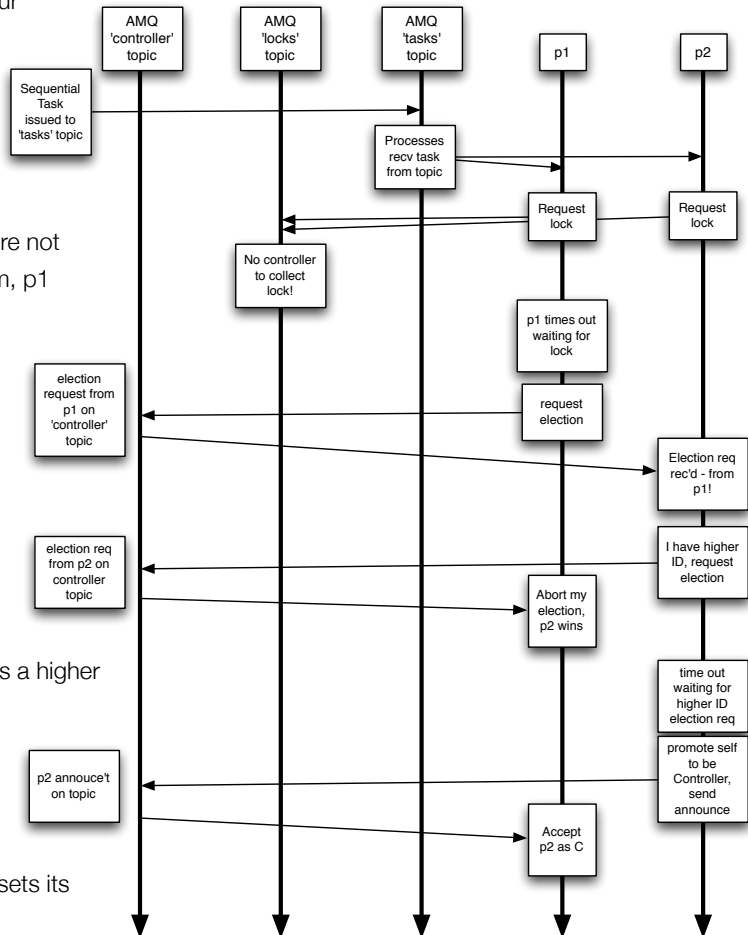 our
AMQ
'controller'
topic
AMQ
'locks'
topic
AMQ
'tasks'
topic
p1
p2
Sequential
Task
issued to
'tasks' topic
Processes
recv task
from topic
Request
lock
Request
lock
re not
No controller
to collect
lock!
n, p1
p1 times out
waiting for
lock
election
request from
p1 on
'controller'
topic
request
election
Election req
rec'd - from
p1!
election req
from p2 on
controller
topic
I have higher
ID, request
election
Abort my
election,
p2 wins
s a higher
time out
waiting for
higher ID
election req
p2 annouce't
on topic
promote self
to be
Controller,
send
announce
Accept
p2 as C
sets its